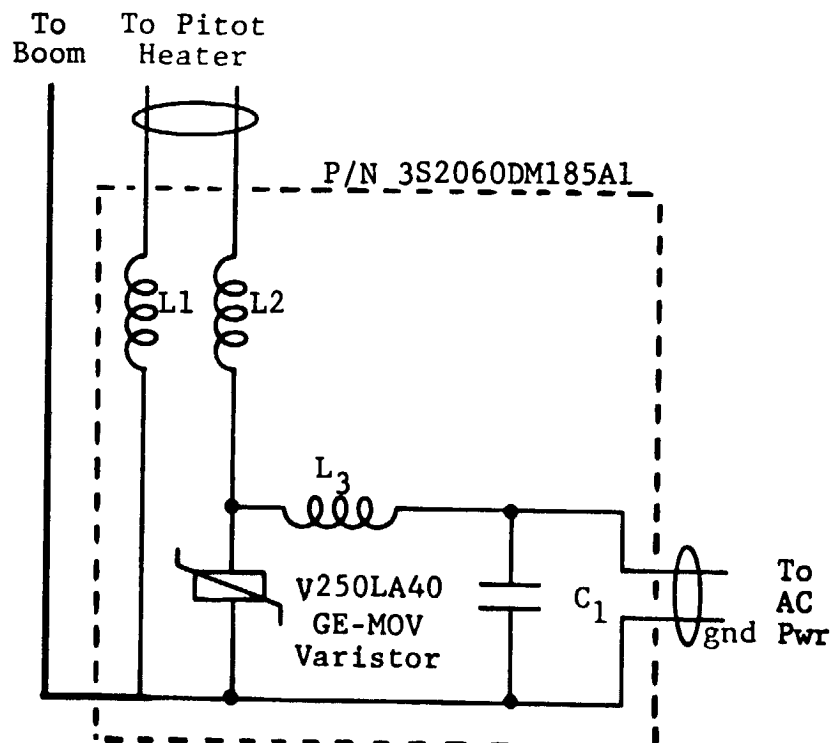 To
Boom
To Pitot
Heater
P/N 3S2060DM185A1
L1
L2
L3
V250LA40
GE-MOV
Varistor
C1
To
AC
Pwr
gnd